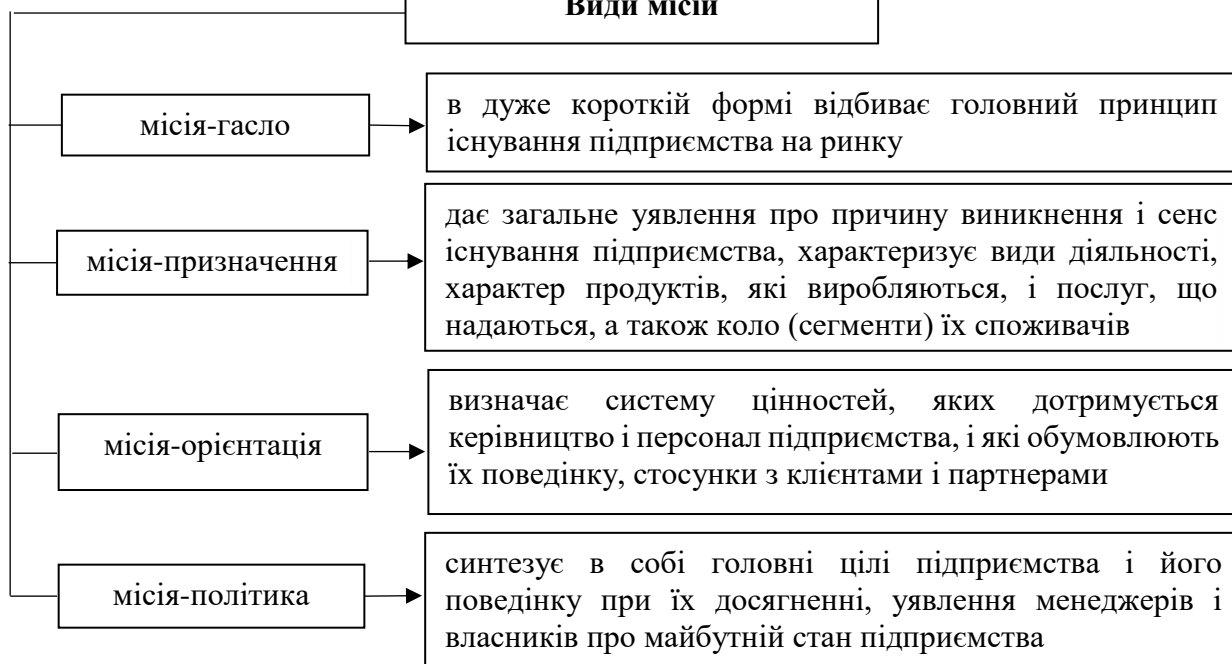 Види місій
місія-гасло
в дуже короткій формі відбиває головний принцип
існування підприємства на ринку
місія-призначення
дає загальне уявлення про причину виникнення і сенс
існування підприємства, характеризує види діяльності,
характер продуктів, які виробляються, і послуг, що
надаються, а також коло (сегменти) їх споживачів
місія-орієнтація
визначає систему цінностей, яких дотримується
керівництво і персонал підприємства, і які обумовлюють
їх поведінку, стосунки з клієнтами і партнерами
місія-політика
синтезує в собі головні цілі підприємства і його
поведінку при їх досягненні, уявлення менеджерів і
власників про майбутній стан підприємства